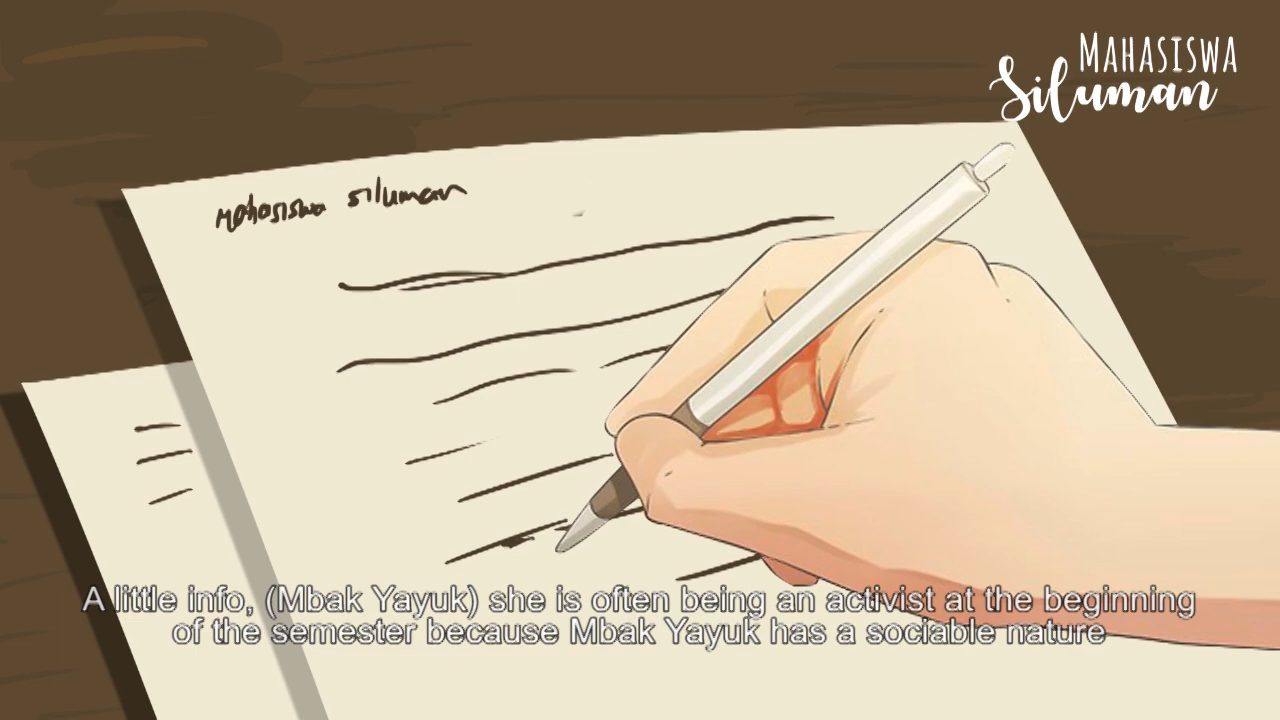 MAHASISWA
Siluman
Mahasiswa siluman
A little info, (Mbak Yayuk) she is often being an activist at the beginning
of the semester because Mbak Yayuk has a sociable nature